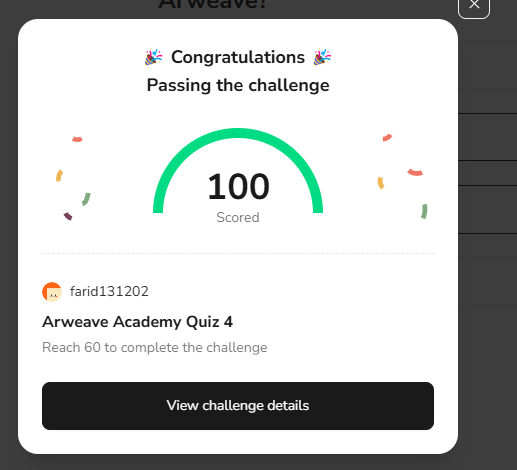 Arweave?
Congratulations
Passing the challenge
100
Scored
farid131202
Arweave Academy Quiz 4
Reach 60 to complete the challenge
View challenge details